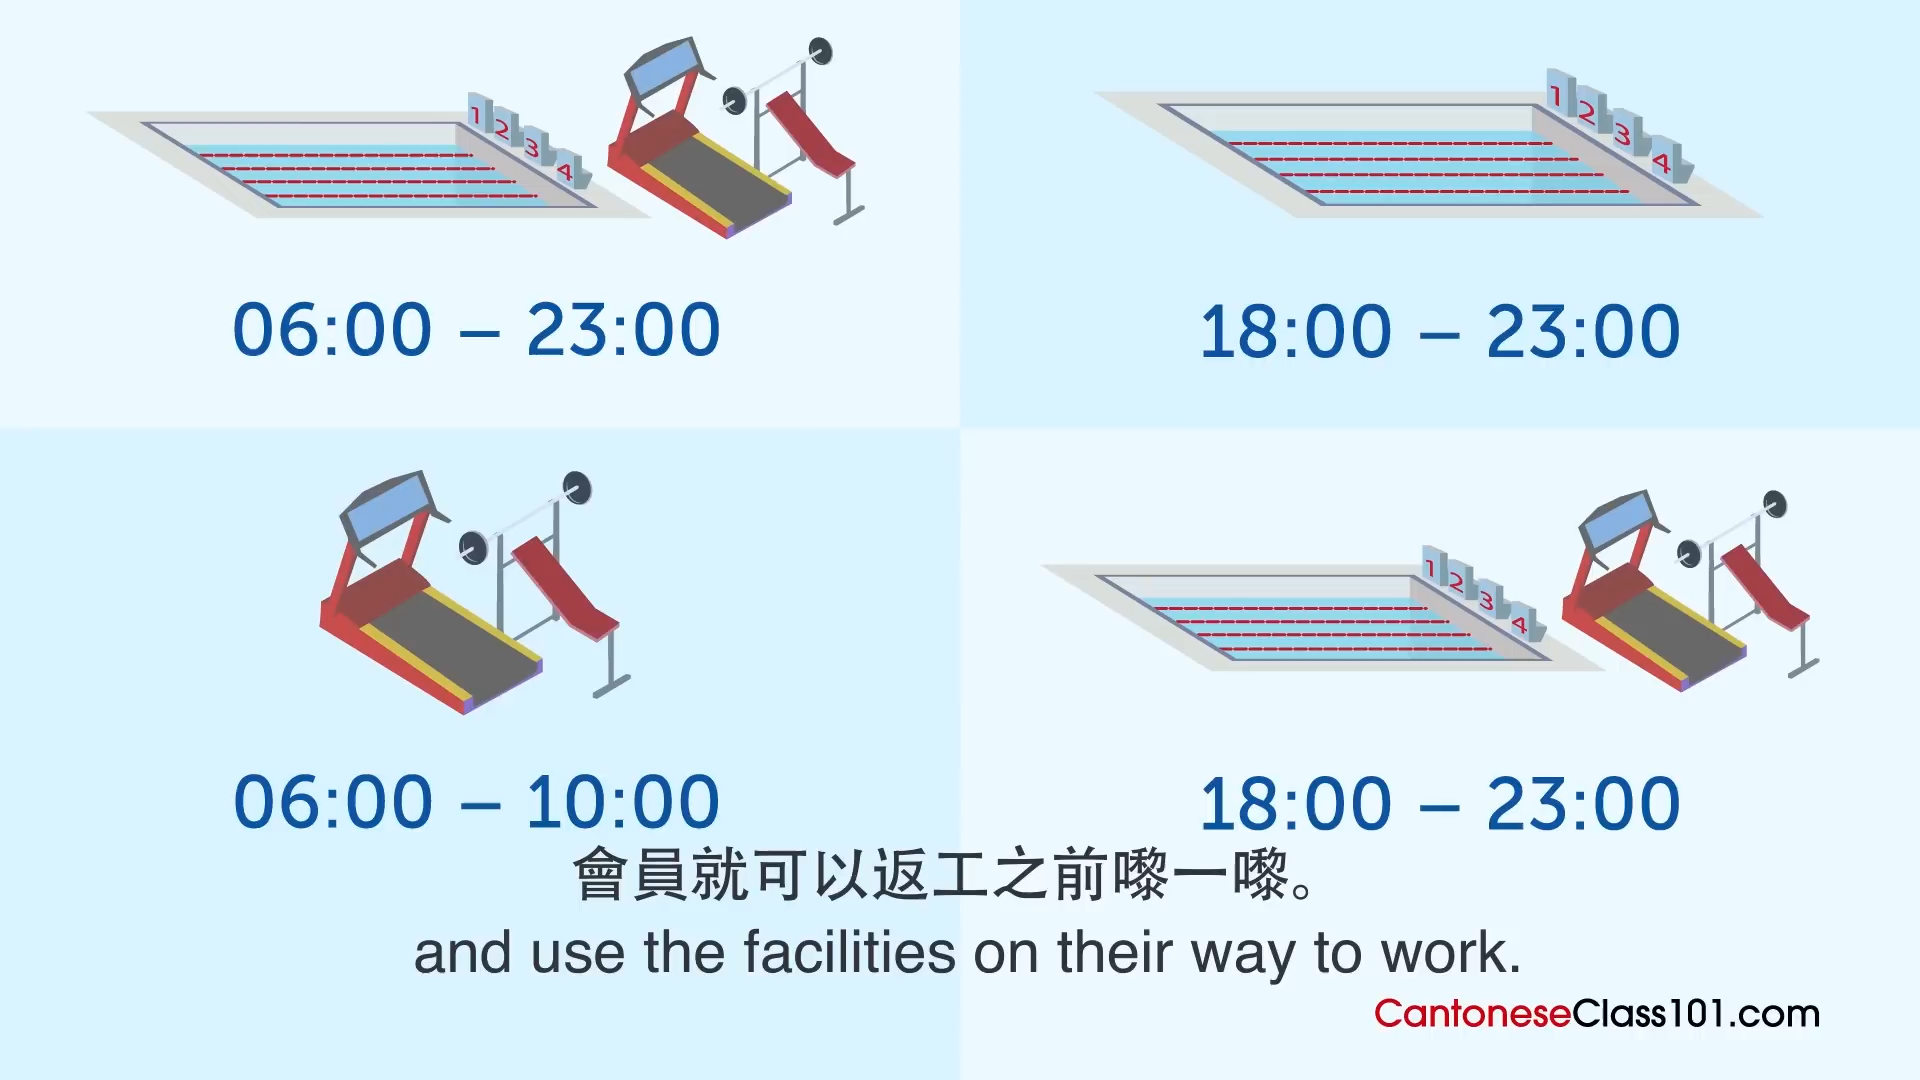 1 2 3 4
06:00 – 23:00
1 2 3 4
18:00 – 23:00
06:00 – 10:00
1 2 3 4
18:00 – 23:00
會員就可以返工之前嚟一嚟。
and use the facilities on their way to work.
CantoneseClass101.com